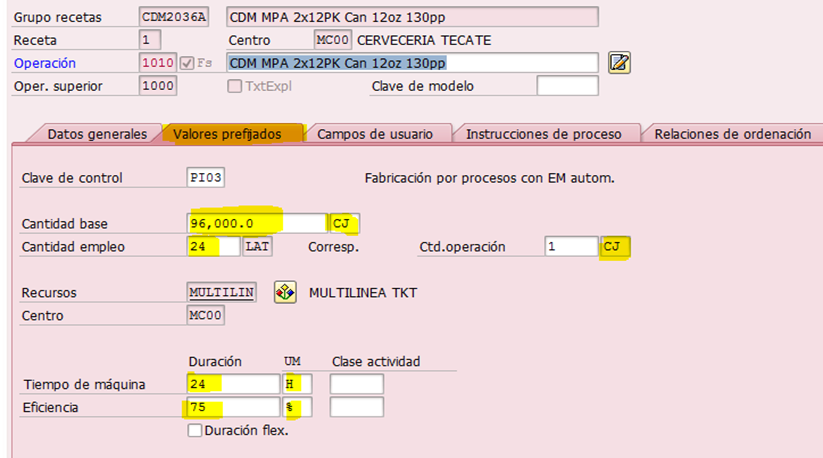 Grupo recetas CDM2036A CDM MPA 2x12PK Can 12oz 130pp
Receta 1 Centro MC00 CERVECERIA TECATE
Operación 1010 Fs CDM MPA 2x12PK Can 12oz 130pp
Oper. superior 1000 TxtExpl Clave de modelo
Datos generales Valores prefijados Campos de usuario Instrucciones de proceso Relaciones de ordenación
Clave de control PI03 Fabricación por procesos con EM autom.
Cantidad base 96,000.0 CJ
Cantidad empleo 24 LAT Corresp. Ctd.operación 1 CJ
Recursos MULTILIN MULTILINEA TKT
Centro MC00
Duración UM Clase actividad
Tiempo de máquina 24 H
Eficiencia 75 %
Duración flex.